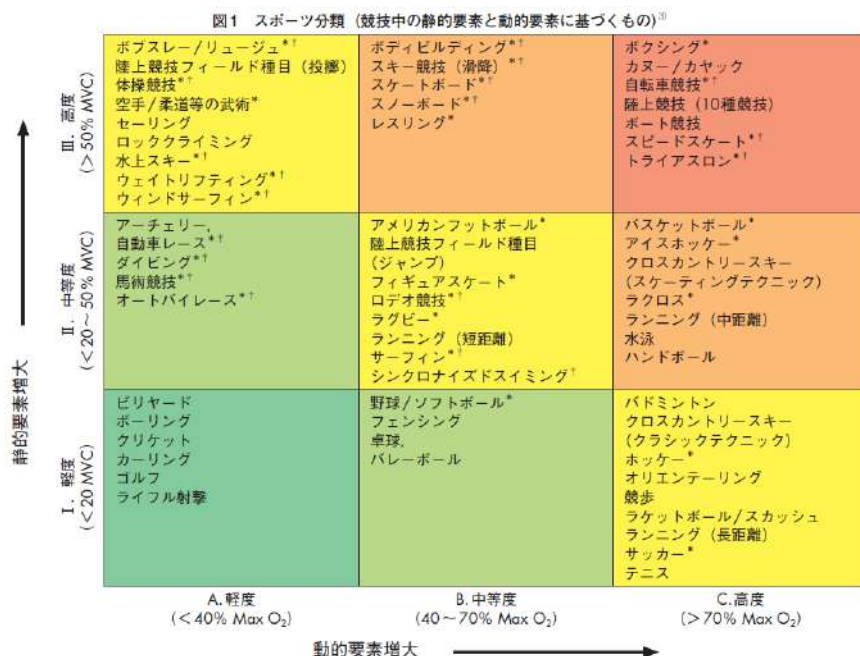 図1 スポーツ分類（競技中の静的要素と動的要素に基づくもの）3)
静的要素増大
III. 高度
(＞50% MVC)
ボブスレー/リュージュ*†
陸上競技フィールド種目（投擲）
体操競技*†
空手/柔道等の武術*
セーリング
ロッククライミング
水上スキー*†
ウェイトリフティング*†
ウィンドサーフィン*†
ボディビルディング*†
スキー競技（滑降）*†
スケートボード*†
スノーボード*†
レスリング*
ボクシング*
カヌー/カヤック
自転車競技*†
陸上競技（10種競技）
ボート競技
スピードスケート*†
トライアスロン*†
II. 中等度
(＜20～50% MVC)
アーチェリー,
自動車レース*†
ダイビング*†
馬術競技*†
オートバイレース*†
アメリカンフットボール*
陸上競技フィールド種目
(ジャンプ)
フィギュアスケート*
ロデオ競技*†
ラグビー*
ランニング（短距離）
サーフィン*†
シンクロナイズドスイミング†
バスケットボール*
アイスホッケー*
クロスカントリースキー
(スケーティングテクニック)
ラクロス*
ランニング（中距離）
水泳
ハンドボール
I. 軽度
(＜20 MVC)
ビリヤード
ボーリング
クリケット
カーリング
ゴルフ
ライフル射撃
野球/ソフトボール*
フェンシング
卓球,
バレーボール
バドミントン
クロスカントリースキー
(クラシックテクニック)
ホッケー*
オリエンテーリング
競歩
ラケットボール/スカッシュ
ランニング（長距離）
サッカー*
テニス
A. 軽度
(＜40% Max O₂)
B. 中等度
(40～70% Max O₂)
C. 高度
(＞70% Max O₂)
動的要素増大